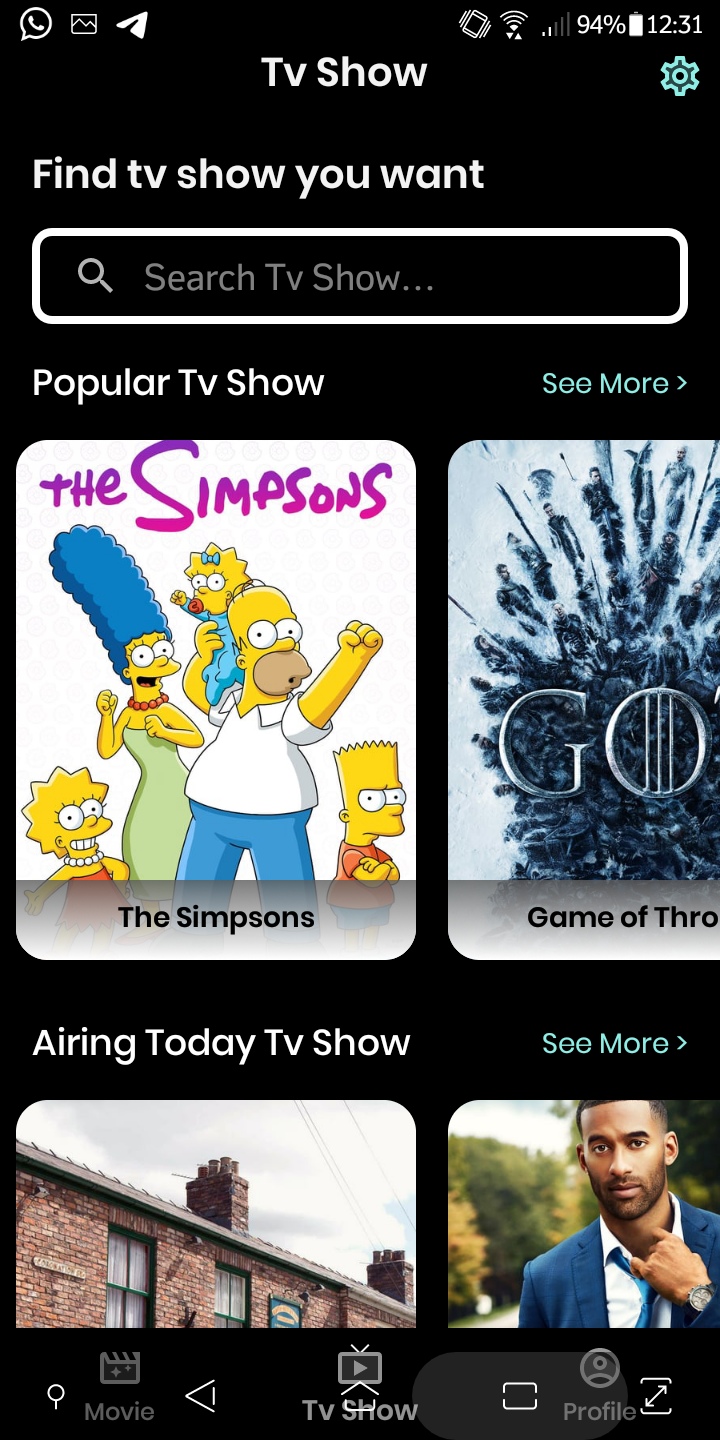 94% 12:31
Tv Show
Find tv show you want
Search Tv Show...
Popular Tv Show
See More >
THE SIMPSONS
GO
The Simpsons
Game of Thro
Airing Today Tv Show
See More >
Movie
Tv Show
Profile